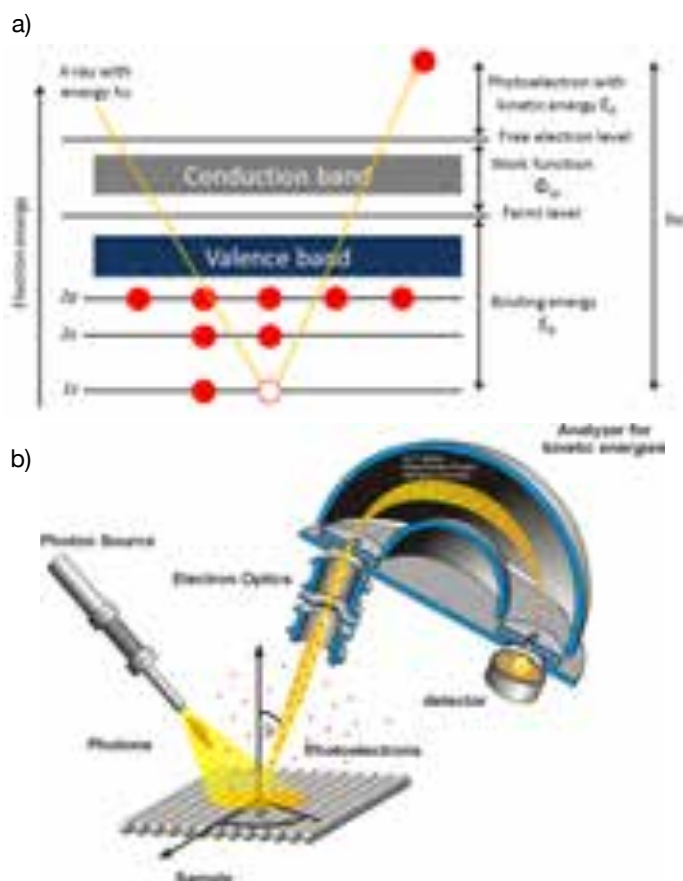 a)
X-ray with
energy hυ
Photoelectron with
kinetic energy E
Free electron level
Conduction band
Work function
Φ
Fermi level
Valence band
Electron energy
2p
2s
1s
Binding energy
E
b)
Analyzer for
kinetic energies
Photon Source
Electron Optics
detector
Photons
Photoelectrons
Sample